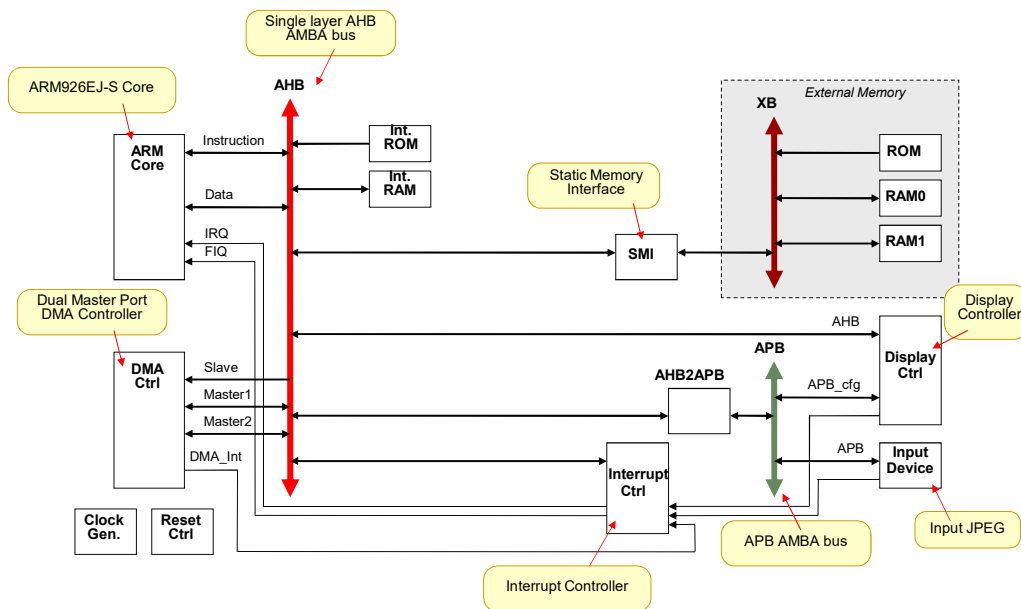 Single layer AHB
AMBA bus
ARM926EJ-S Core
AHB
External Memory
XB
ARM
Core
Instruction
Int.
ROM
ROM
Int.
RAM
Static Memory
Interface
Data
RAM0
IRQ
FIQ
SMI
RAM1
Dual Master Port
DMA Controller
Display
Controller
AHB
DMA
Ctrl
Slave
APB
Display
Ctrl
AHB2APB
APB_cfg
Master1
Master2
DMA_Int
APB
Input
Device
Interrupt
Ctrl
Clock
Gen.
Reset
Ctrl
APB AMBA bus
Input JPEG
Interrupt Controller